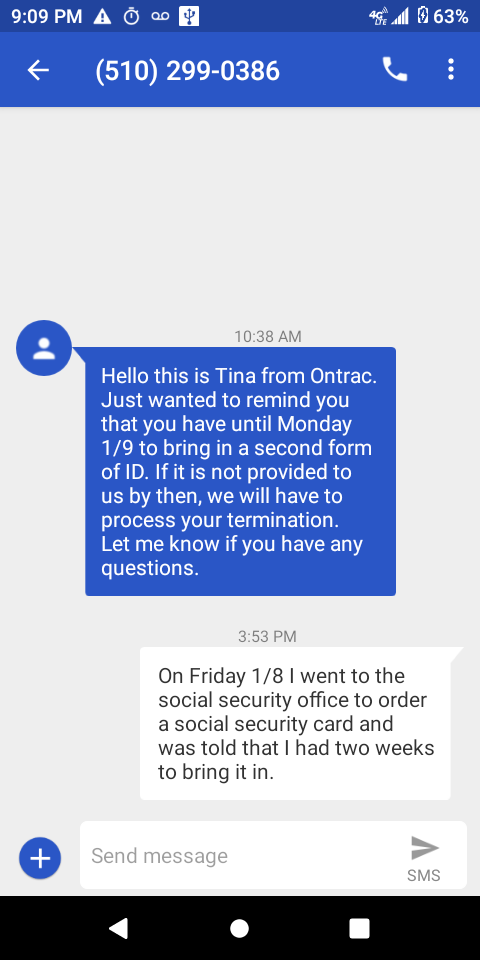 9:09 PM 4G LTE 63%
(510) 299-0386
10:38 AM
Hello this is Tina from Ontrac.
Just wanted to remind you
that you have until Monday
1/9 to bring in a second form
of ID. If it is not provided to
us by then, we will have to
process your termination.
Let me know if you have any
questions.
3:53 PM
On Friday 1/8 I went to the
social security office to order
a social security card and
was told that I had two weeks
to bring it in.
Send message
SMS